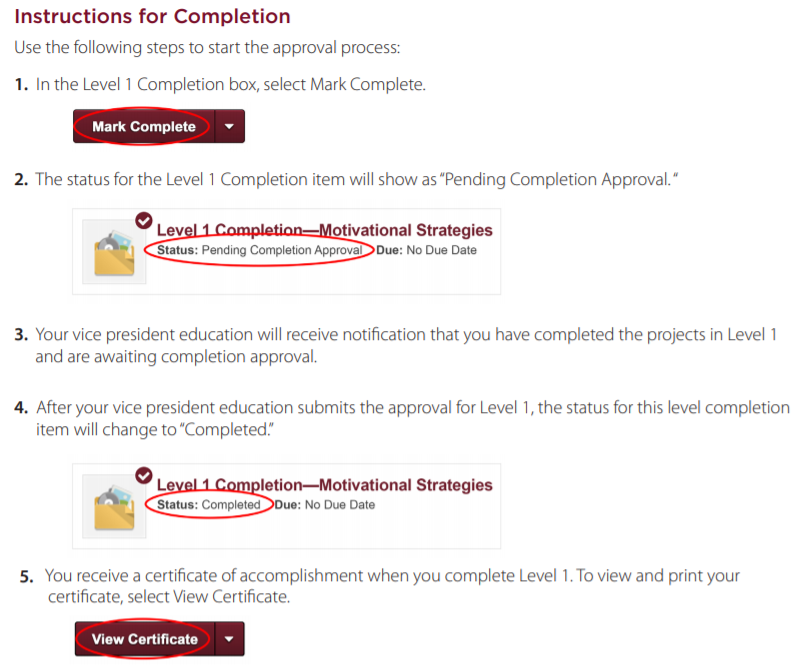 Instructions for Completion
Use the following steps to start the approval process:
1. In the Level 1 Completion box, select Mark Complete.
Mark Complete
2. The status for the Level 1 Completion item will show as “Pending Completion Approval.“
Level 1 Completion—Motivational Strategies
Status: Pending Completion Approval Due: No Due Date
3. Your vice president education will receive notification that you have completed the projects in Level 1
and are awaiting completion approval.
4. After your vice president education submits the approval for Level 1, the status for this level completion
item will change to “Completed.”
Level 1 Completion—Motivational Strategies
Status: Completed Due: No Due Date
5. You receive a certificate of accomplishment when you complete Level 1. To view and print your
certificate, select View Certificate.
View Certificate